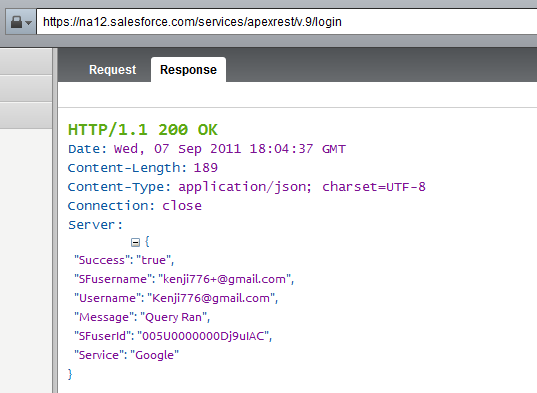 https://na12.salesforce.com/services/apexrest/v.9/login
Request Response
HTTP/1.1 200 OK
Date: Wed, 07 Sep 2011 18:04:37 GMT
Content-Length: 189
Content-Type: application/json; charset=UTF-8
Connection: close
Server:
{
"Success": "true",
"SFusername": "kenji776+@gmail.com",
"Username": "Kenji776@gmail.com",
"Message": "Query Ran",
"SFuserId": "005U0000000Dj9uIAC",
"Service": "Google"
}